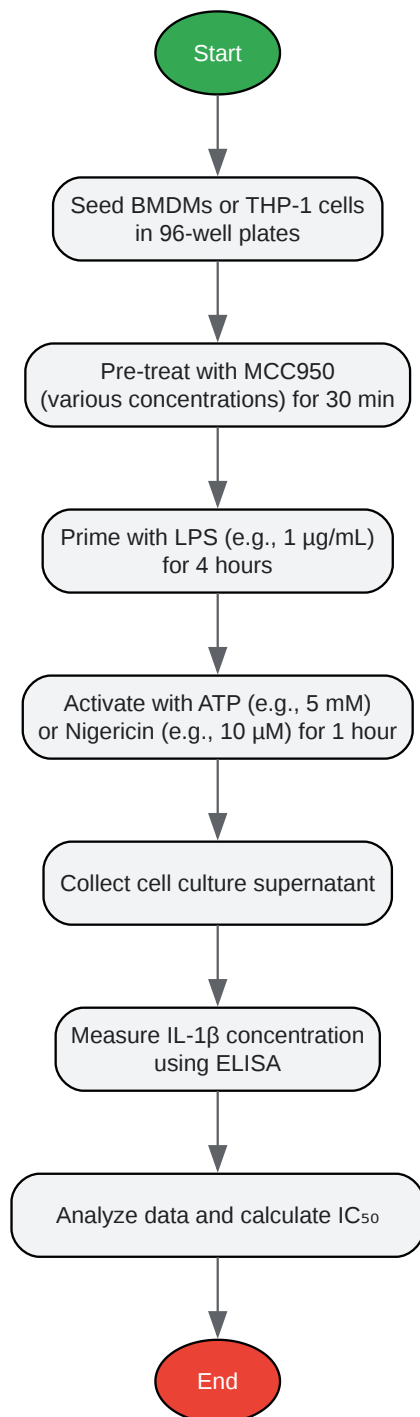 Start
Seed BMDMs or THP-1 cells
in 96-well plates
Pre-treat with MCC950
(various concentrations) for 30 min
Prime with LPS (e.g., 1 µg/mL)
for 4 hours
Activate with ATP (e.g., 5 mM)
or Nigericin (e.g., 10 µM) for 1 hour
Collect cell culture supernatant
Measure IL-1β concentration
using ELISA
Analyze data and calculate IC₅₀
End